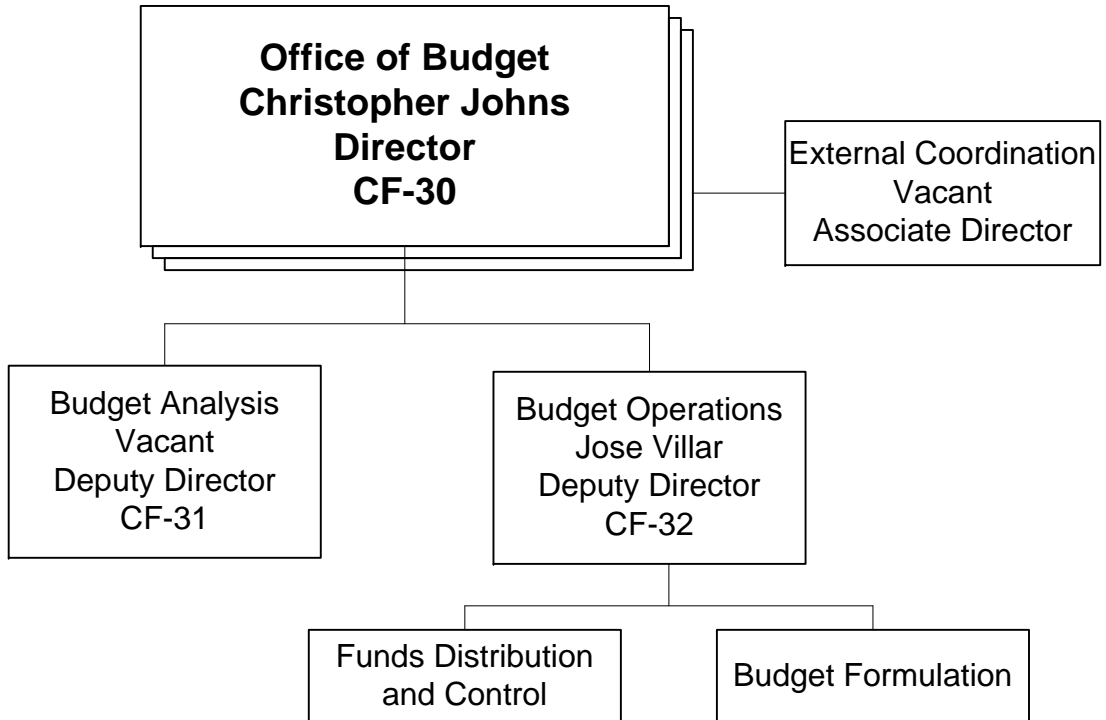 Office of Budget
Christopher Johns
Director
CF-30
External Coordination
Vacant
Associate Director
Budget Analysis
Vacant
Deputy Director
CF-31
Budget Operations
Jose Villar
Deputy Director
CF-32
Funds Distribution
and Control
Budget Formulation